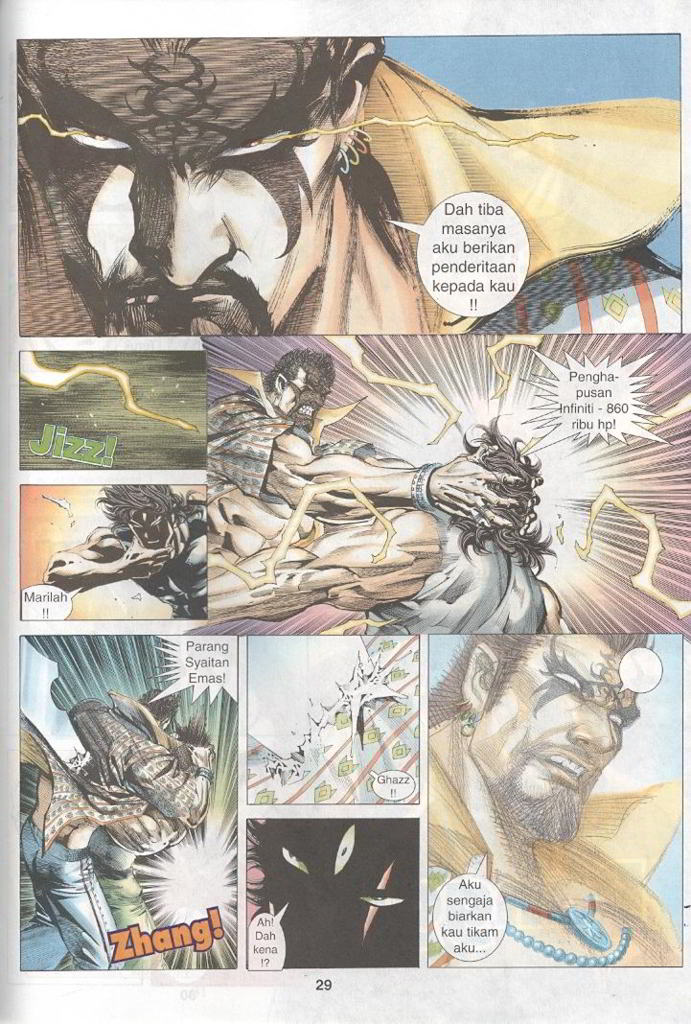 Dah tiba
masanya
aku berikan
penderitaan
kepada kau
!!
Jizz!
Pengha-
pusan
Infiniti - 860
ribu hp!
Marilah
!!
Parang
Syaitan
Emas!
Zhang!
Ghazz
!!
Ah!
Dah
kena
!?
Aku
sengaja
biarkan
kau tikam
aku...
29